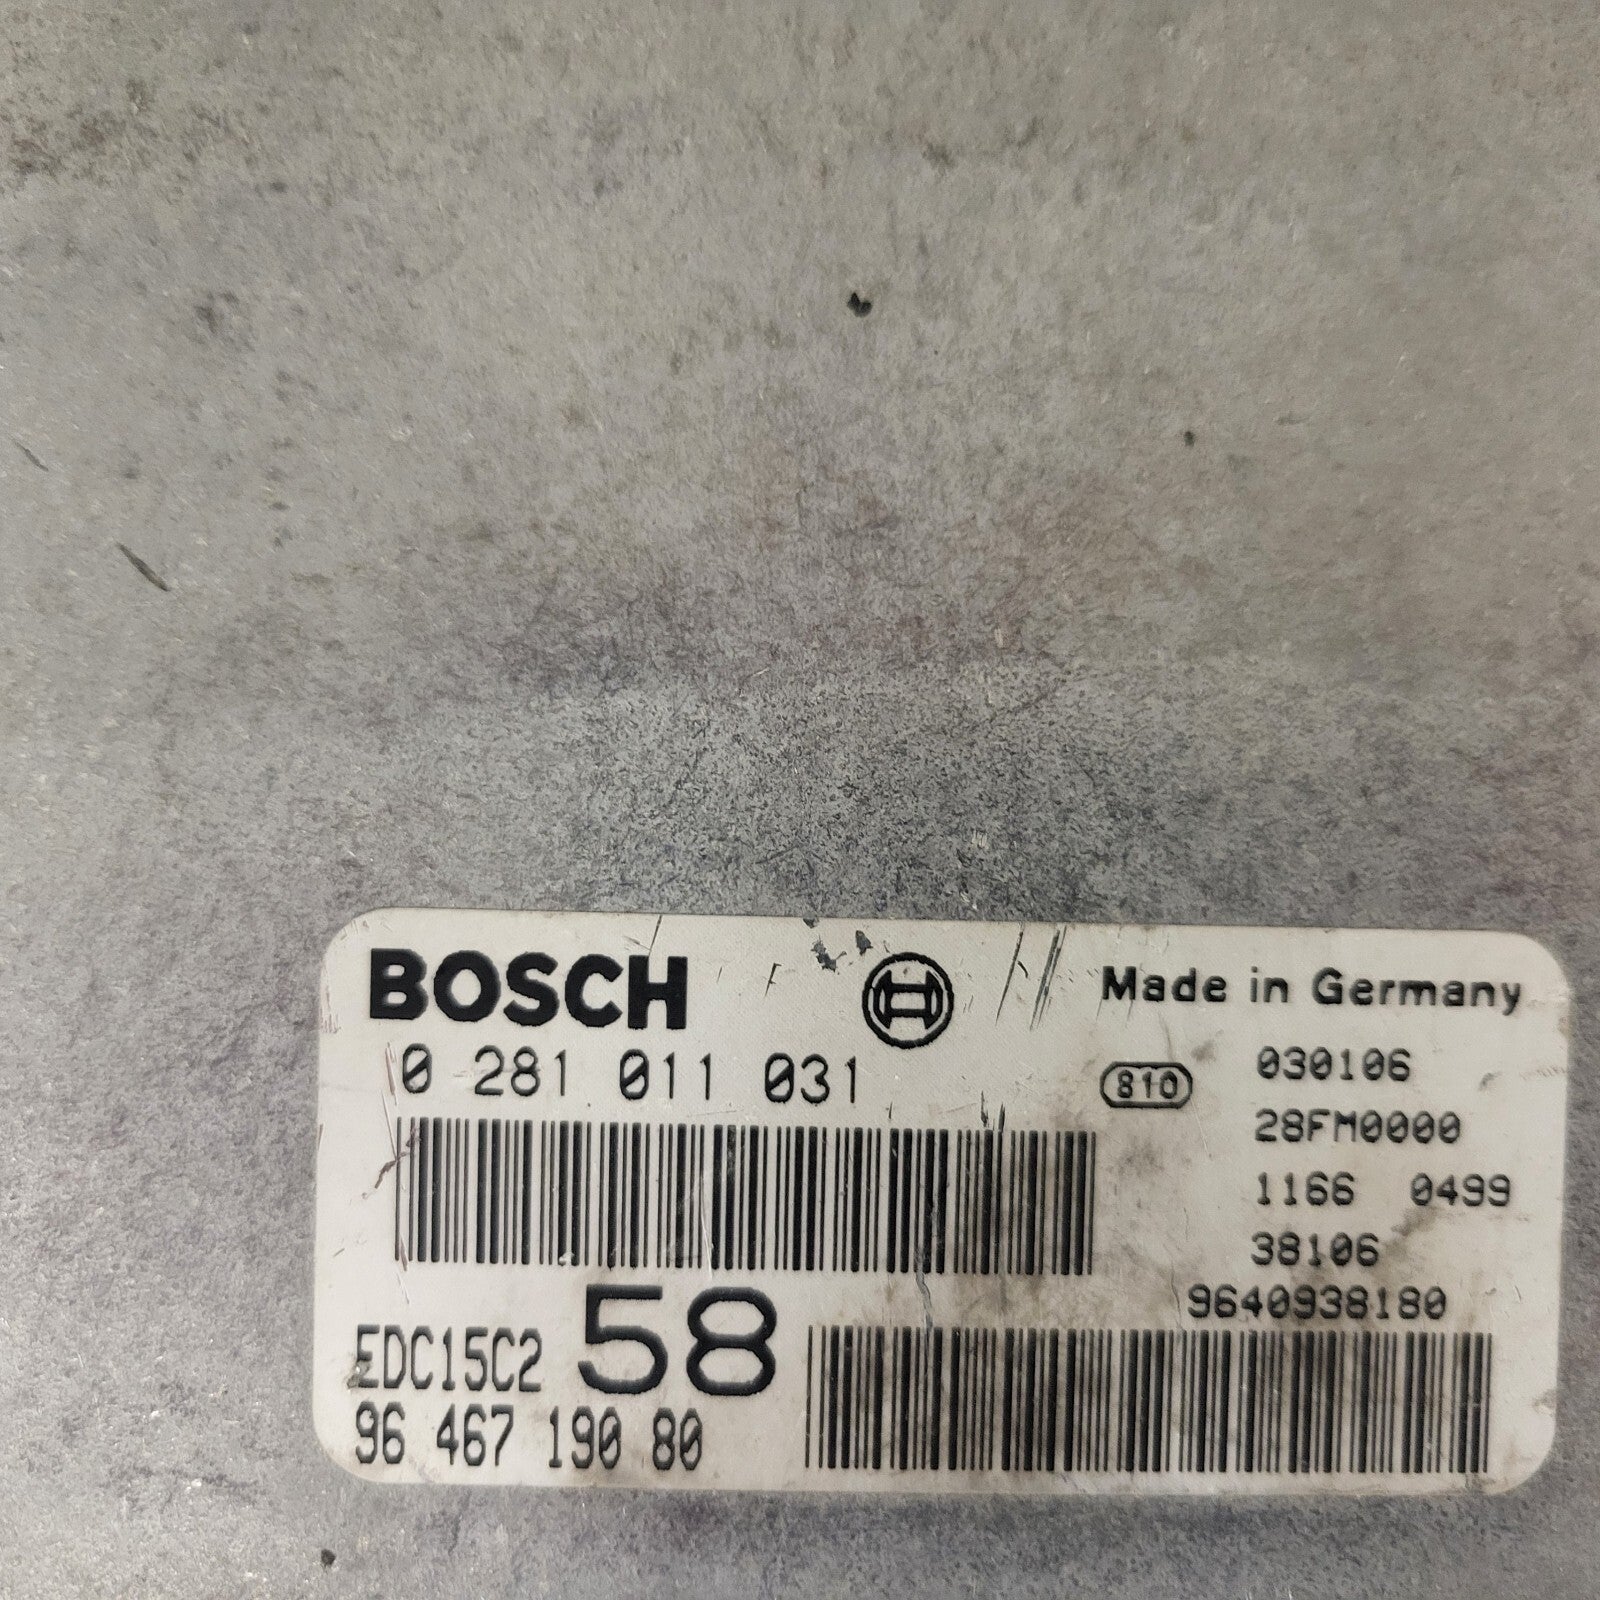 BOSCH
Made in Germany
0 281 011 031
810
030106
28FM0000
1166 0499
38106
9640938180
EDC15C2 58
96 467 190 80